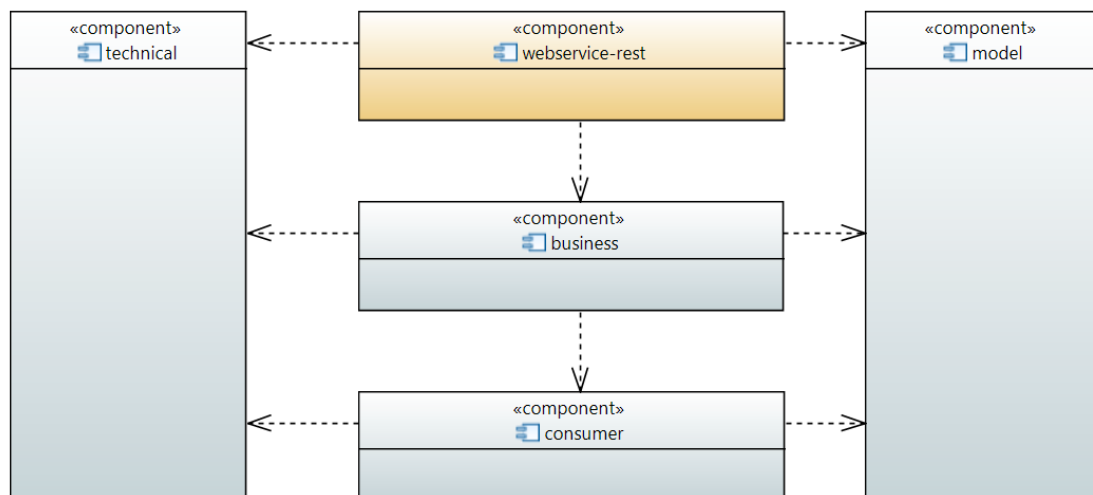 «component»
technical
«component»
webservice-rest
«component»
model
«component»
business
«component»
consumer